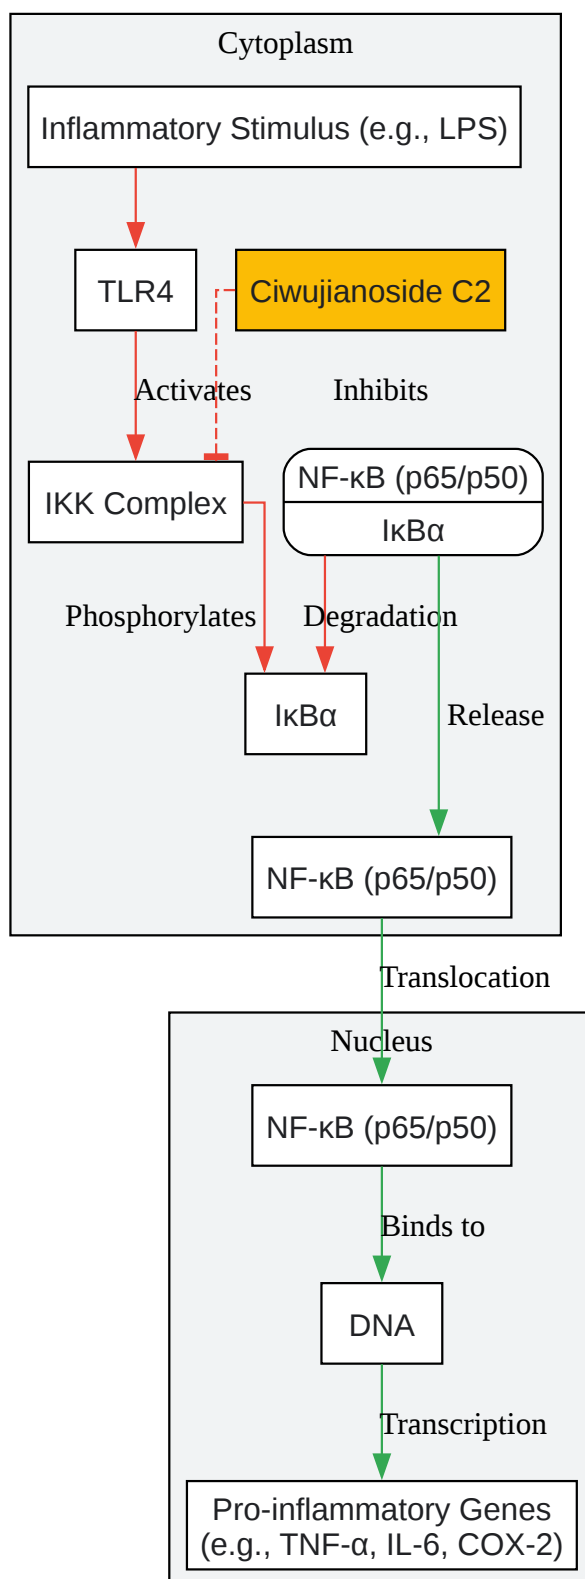 Cytoplasm
Inflammatory Stimulus (e.g., LPS)
TLR4
Ciwujianoside C2
Activates
Inhibits
IKK Complex
NF-κB (p65/p50)
IκBα
Phosphorylates
Degradation
IκBα
Release
NF-κB (p65/p50)
Translocation
Nucleus
NF-κB (p65/p50)
Binds to
DNA
Transcription
Pro-inflammatory Genes
(e.g., TNF-α, IL-6, COX-2)